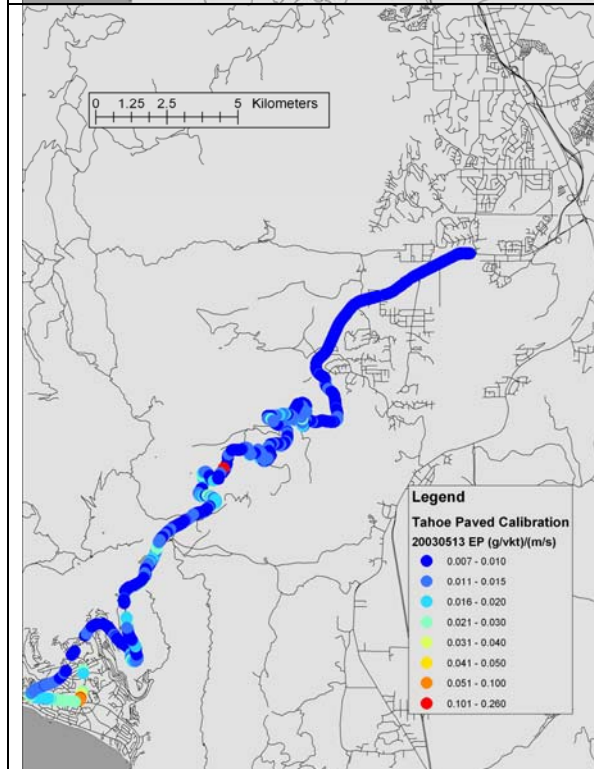 0 1.25 2.5 5 Kilometers
Legend
Tahoe Paved Calibration
20030513 EP (g/vkt)/(m/s)
0.007 - 0.010
0.011 - 0.015
0.016 - 0.020
0.021 - 0.030
0.031 - 0.040
0.041 - 0.050
0.051 - 0.100
0.101 - 0.260